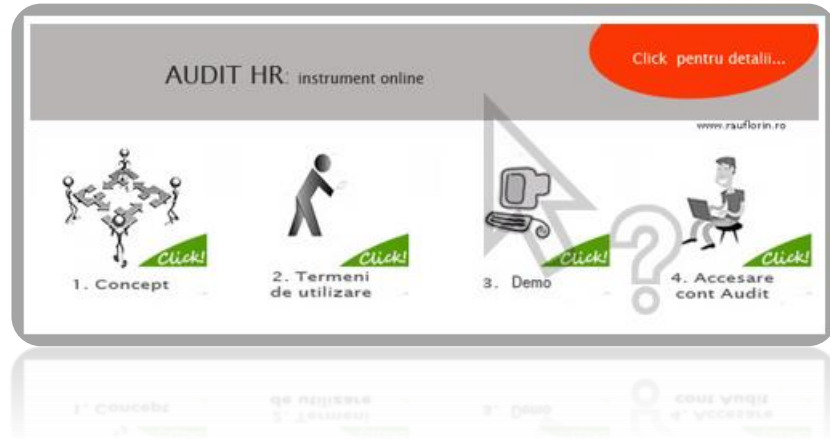 AUDIT HR: instrument online
Click pentru detalii...
www.rauflorin.ro
Click!
Click!
Click!
Click!
1. Concept
2. Termeni
de utilizare
3. Demo
4. Accesare
cont Audit